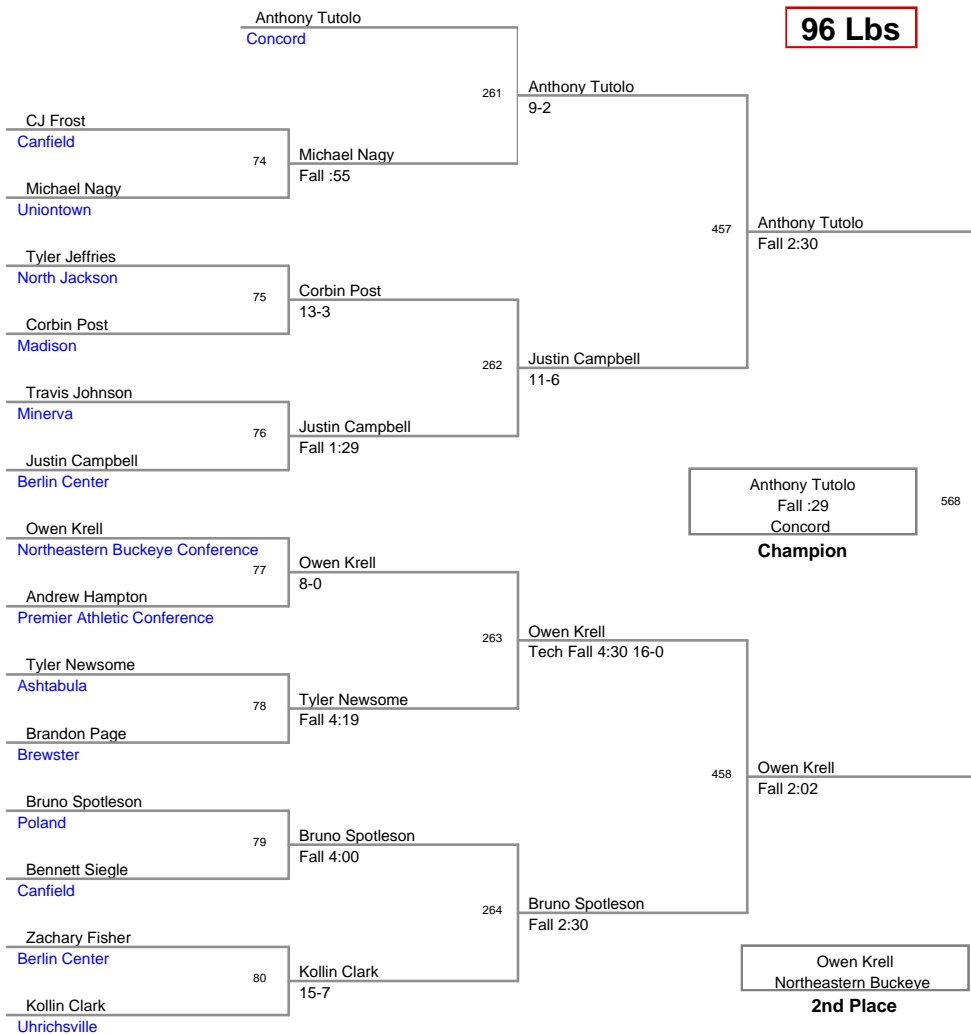 Anthony Tutolo
Concord
96 Lbs
261
Anthony Tutolo
9-2
CJ Frost
Canfield
74
Michael Nagy
Fall :55
Michael Nagy
Uniontown
457
Anthony Tutolo
Fall 2:30
Tyler Jeffries
North Jackson
75
Corbin Post
13-3
Corbin Post
Madison
262
Justin Campbell
11-6
Travis Johnson
Minerva
76
Justin Campbell
Fall 1:29
Justin Campbell
Berlin Center
Anthony Tutolo
Fall :29
Concord
568
Champion
Owen Krell
Northeastern Buckeye Conference
77
Owen Krell
8-0
Andrew Hampton
Premier Athletic Conference
263
Owen Krell
Tech Fall 4:30 16-0
Tyler Newsome
Ashtabula
78
Tyler Newsome
Fall 4:19
Brandon Page
Brewster
458
Owen Krell
Fall 2:02
Bruno Spotleson
Poland
79
Bruno Spotleson
Fall 4:00
Bennett Siegle
Canfield
264
Bruno Spotleson
Fall 2:30
Zachary Fisher
Berlin Center
80
Kollin Clark
15-7
Kollin Clark
Uhrichsville
Owen Krell
Northeastern Buckeye
2nd Place